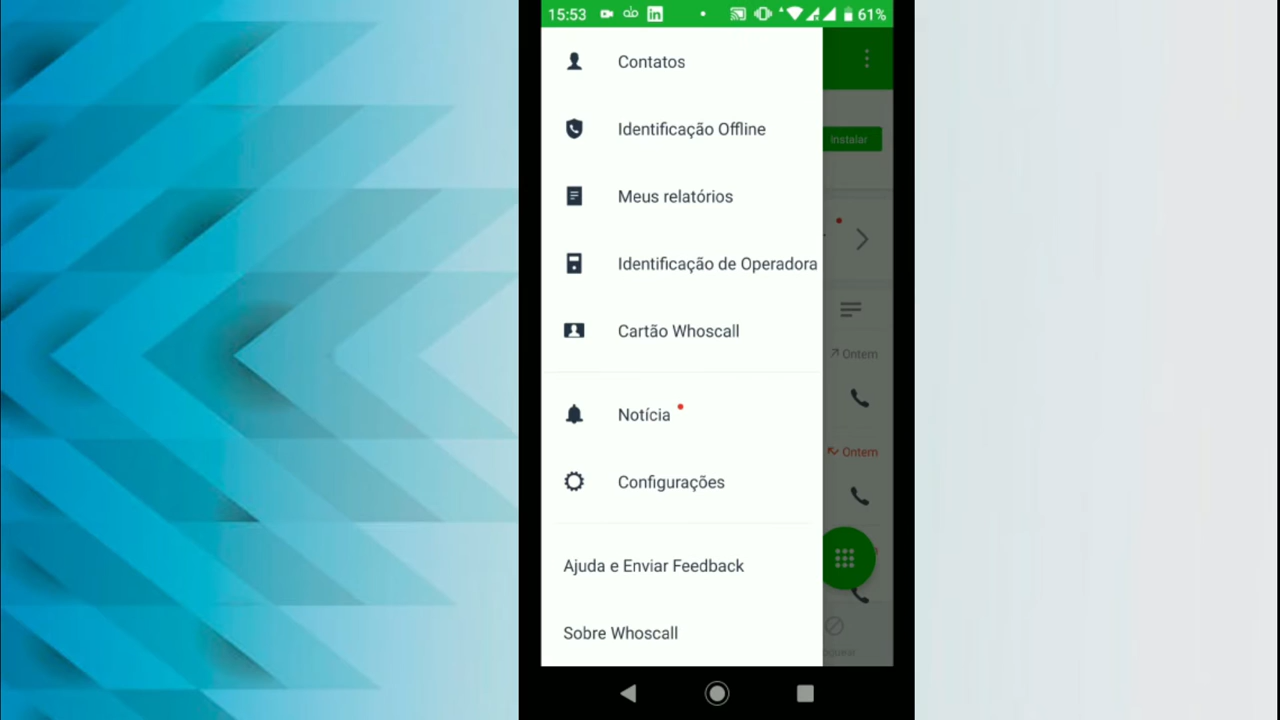 15:53
61%
Contatos
Identificação Offline
Instalar
Meus relatórios
Identificação de Operadora
Cartão Whoscall
Ontem
Notícia
Ontem
Configurações
Ajuda e Enviar Feedback
Sobre Whoscall